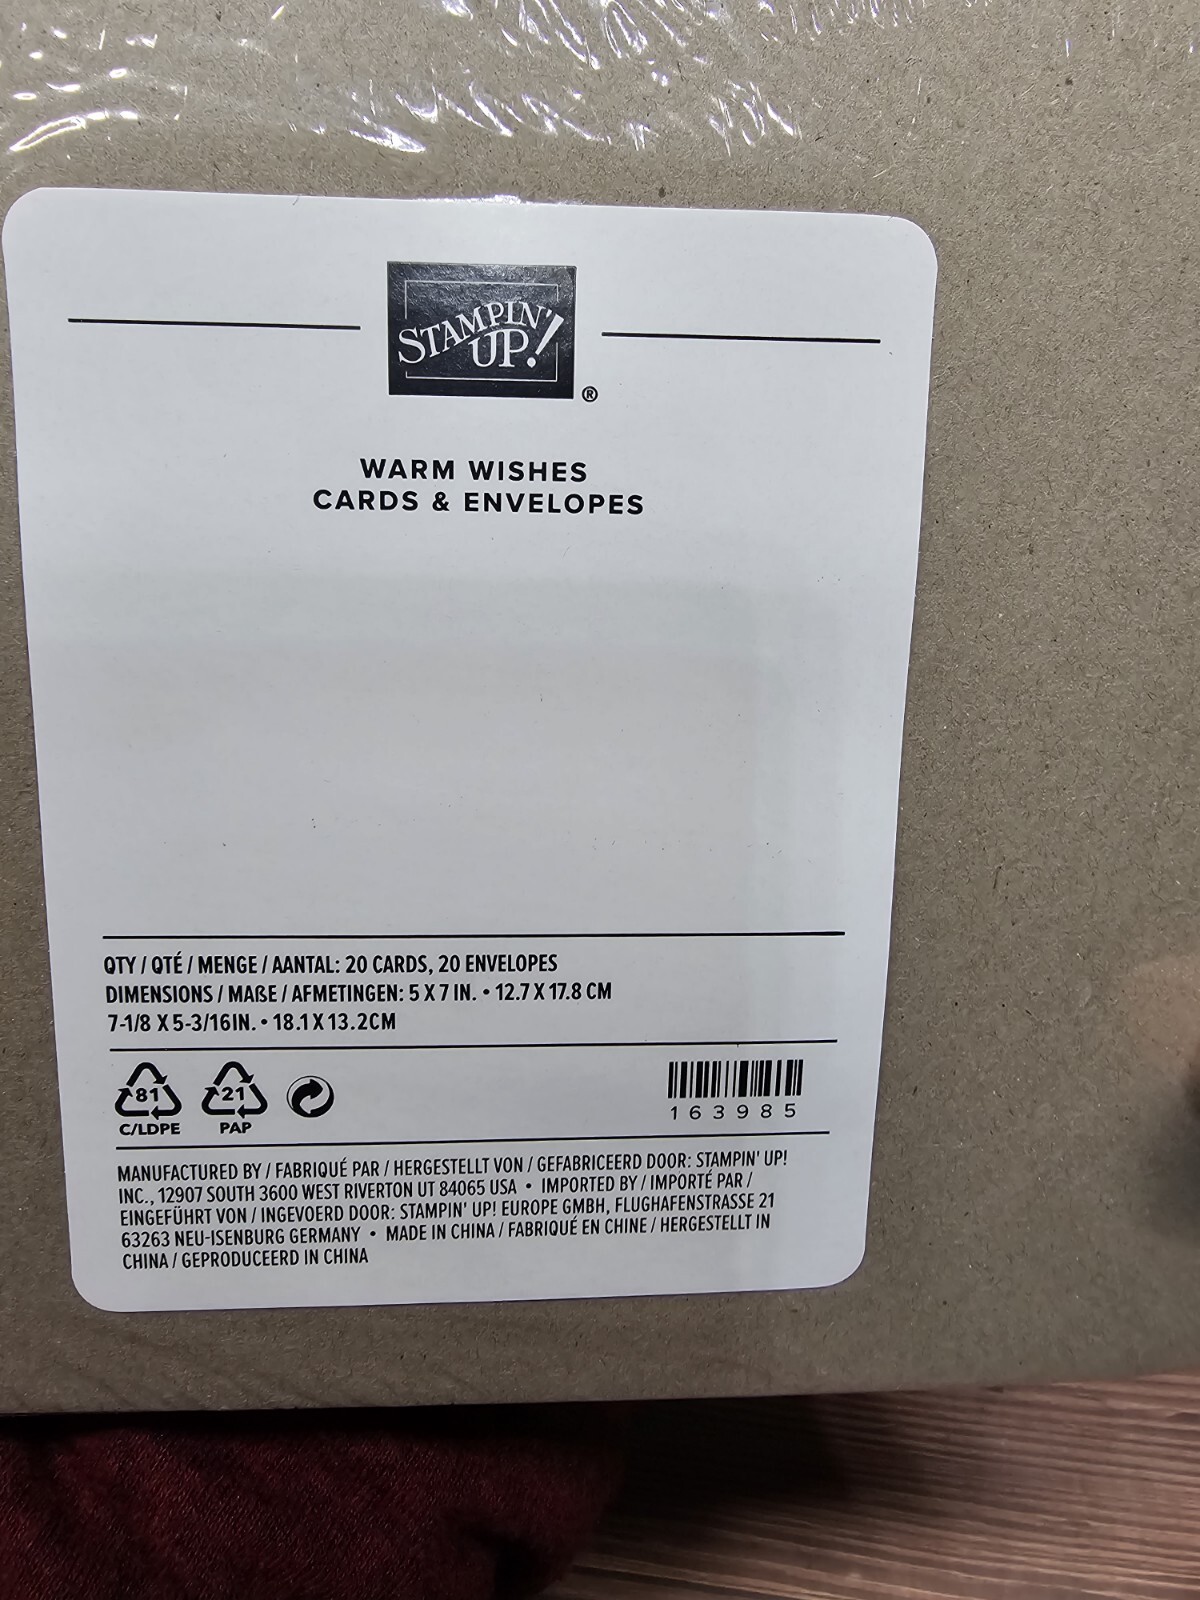 STAMPIN'
UP!
®
WARM WISHES
CARDS & ENVELOPES
QTY / QTÉ / MENGE / AANTAL: 20 CARDS, 20 ENVELOPES
DIMENSIONS / MAßE / AFMETINGEN: 5 X 7 IN. • 12.7 X 17.8 CM
7-1/8 X 5-3/16IN. • 18.1 X 13.2CM
81 21
C/LDPE PAP
163985
MANUFACTURED BY / FABRIQUÉ PAR / HERGESTELLT VON / GEFABRICEERD DOOR: STAMPIN' UP!
INC., 12907 SOUTH 3600 WEST RIVERTON UT 84065 USA • IMPORTED BY / IMPORTÉ PAR /
EINGEFÜHRT VON / INGEVOERD DOOR: STAMPIN' UP! EUROPE GMBH, FLUGHAFENSTRASSE 21
63263 NEU-ISENBURG GERMANY • MADE IN CHINA / FABRIQUÉ EN CHINE / HERGESTELLT IN
CHINA / GEPRODUCEERD IN CHINA